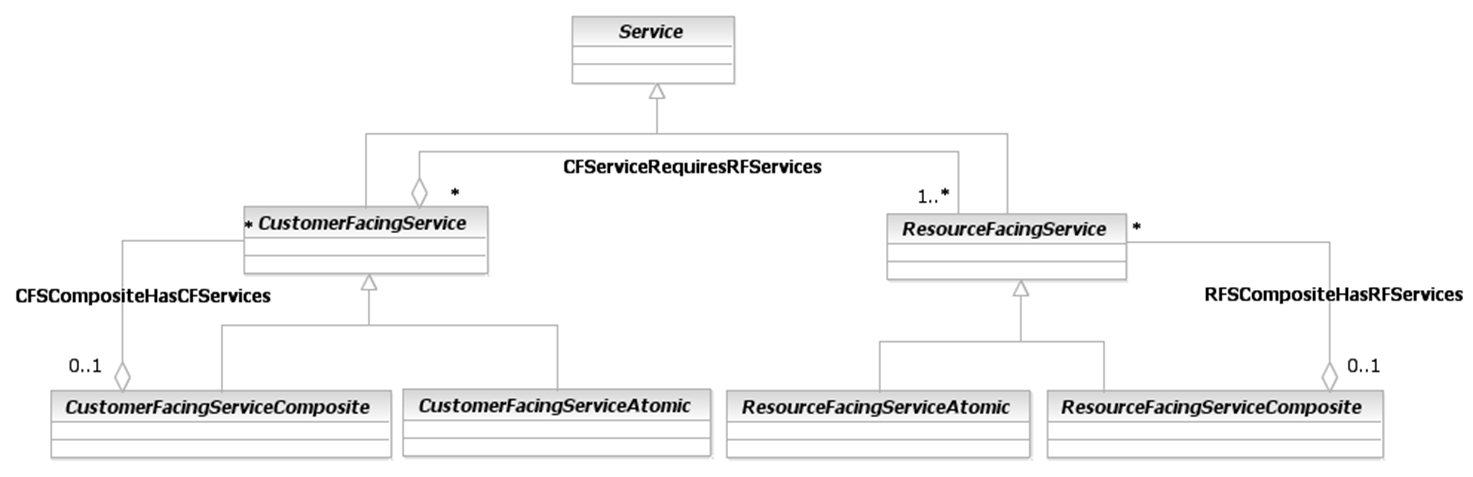 Service
CFServiceRequiresRFServices
*
1..*
* CustomerFacingService
ResourceFacingService
*
CFSCompositeHasCFServices
RFSCompositeHasRFServices
0..1
0..1
CustomerFacingServiceComposite
CustomerFacingServiceAtomic
ResourceFacingServiceAtomic
ResourceFacingServiceComposite